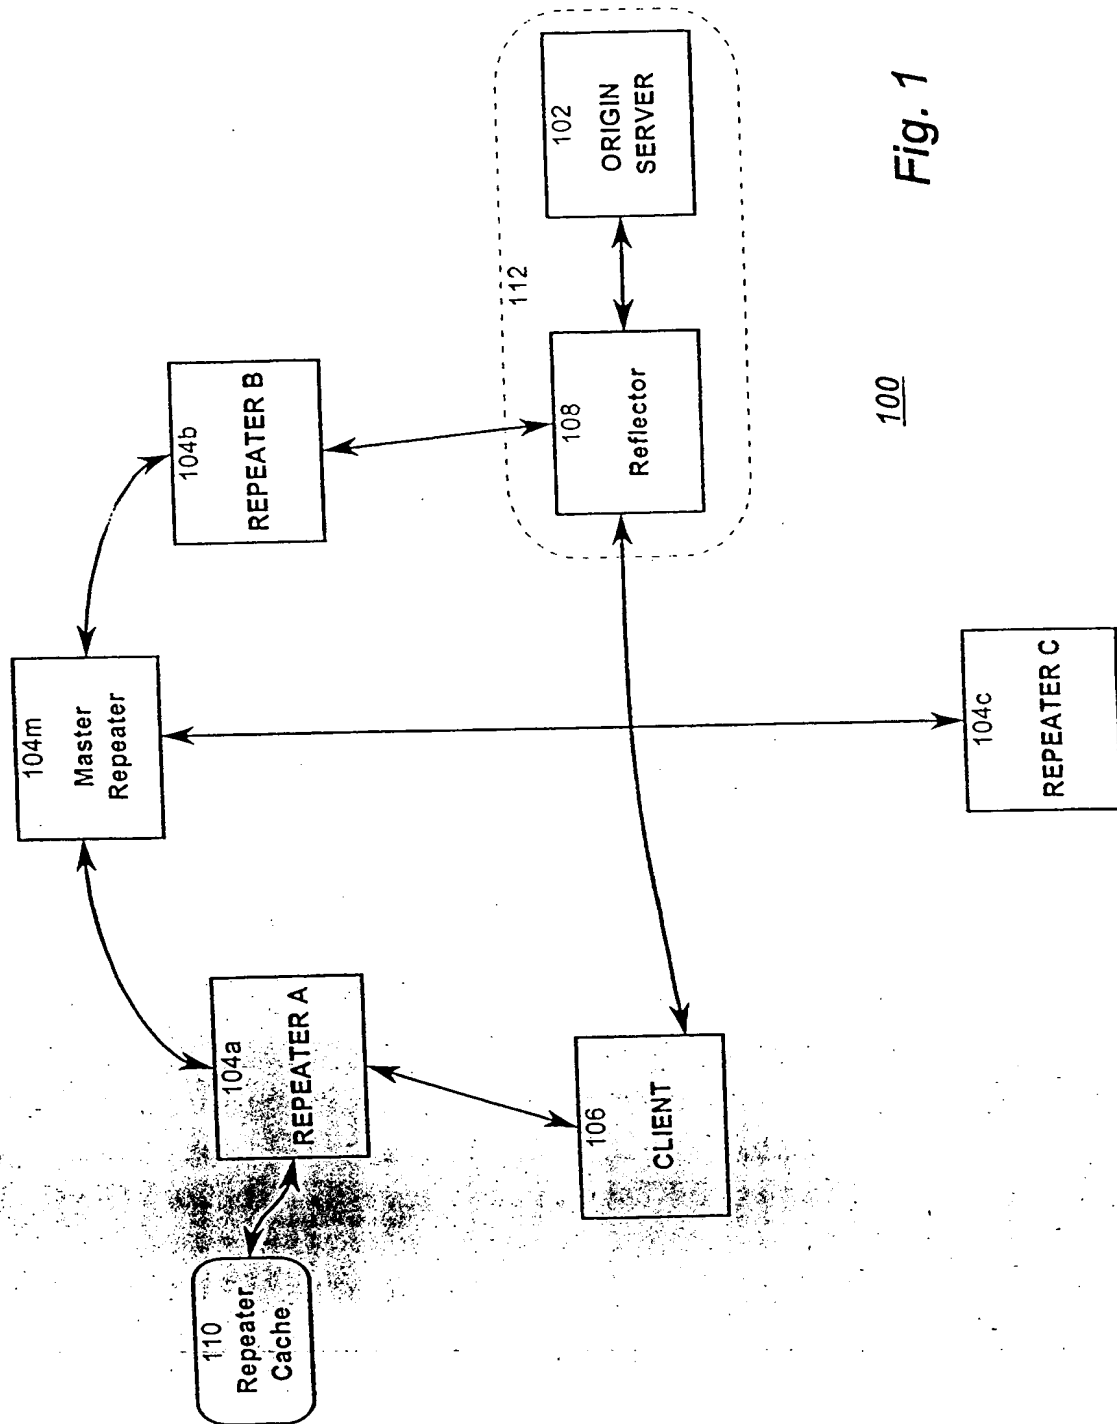 104m
Master
Repeater
104a
REPEATER A
104b
REPEATER B
110
Repeater
Cache
112
106
CLIENT
108
Reflector
102
ORIGIN
SERVER
104c
REPEATER C
100
Fig. 1